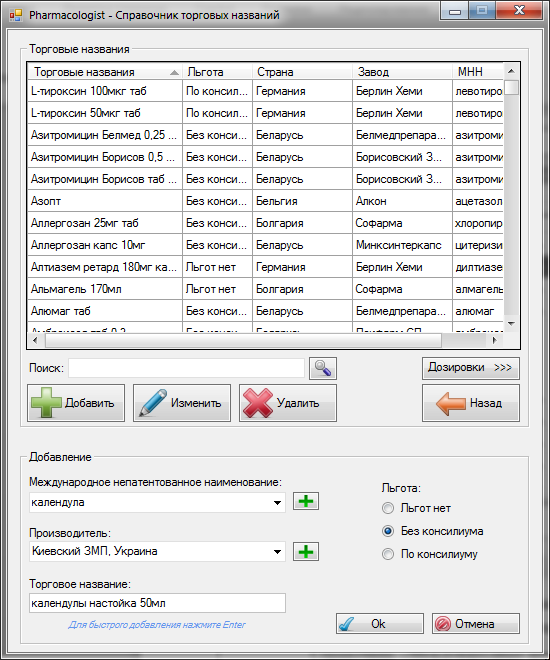 Pharmacologist - Справочник торговых названий
Торговые названия
Торговые названия Льгота Страна Завод МНН
L-тироксин 100мкг таб По консил... Германия Берлин Хеми левотиро
L-тироксин 50мкг таб По консил... Германия Берлин Хеми левотиро
Азитромицин Белмед 0,25 ... Без конси... Беларусь Белмедпрепара... азитроми
Азитромицин Борисов 0,5 ... Без конси... Беларусь Борисовский З... азитроми
Азитромицин Борисов таб ... Без конси... Беларусь Борисовский З... азитроми
Азопт Без конси... Бельгия Алкон ацетазол
Аллергозан 25мг таб Без конси... Болгария Софарма хлоропир
Аллергозан капс 10мг Без конси... Беларусь Минскинтеркапс цитеризи
Алтиазем ретард 180мг ка... Льгот нет Германия Берлин Хеми дилтиазе
Альмагель 170мл Льгот нет Болгария Софарма алмагель
Алюмаг таб Без конси... Беларусь Белмедпрепара... алюмаг
Поиск:
Дозировки >>>
Добавить Изменить Удалить Назад
Добавление
Международное непатентованное наименование:
календула
Производитель:
Киевский ЗМП, Украина
Торговое название:
календулы настойка 50мл
Для быстрого добавления нажмите Enter
Льгота:
Льгот нет
Без консилиума
По консилиуму
Ok Отмена